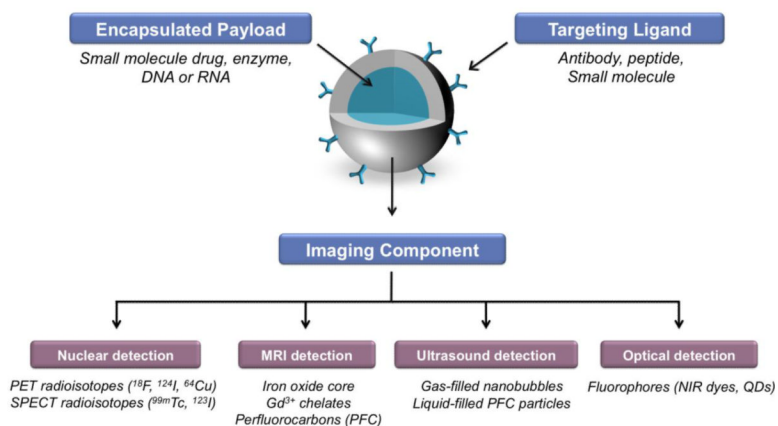 Encapsulated Payload
Small molecule drug, enzyme,
DNA or RNA
Targeting Ligand
Antibody, peptide,
Small molecule
Imaging Component
Nuclear detection
PET radioisotopes (¹⁸F, ¹²⁴I, ⁶⁴Cu)
SPECT radioisotopes (⁹⁹ᵐTc, ¹²³I)
MRI detection
Iron oxide core
Gd³⁺ chelates
Perfluorocarbons (PFC)
Ultrasound detection
Gas-filled nanobubbles
Liquid-filled PFC particles
Optical detection
Fluorophores (NIR dyes, QDs)